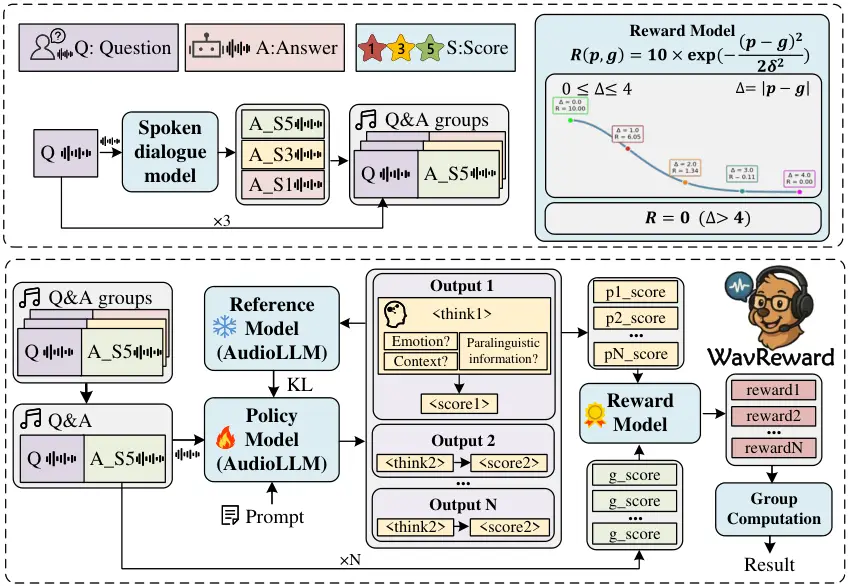 Q: Question
A:Answer
1
3
5
S:Score
Reward Model
R(p, g) = 10 × exp(−(p − g)²/2δ²)
0 ≤ Δ ≤ 4
Δ= |p − g|
Δ = 0.0
R = 10.00
Δ = 1.0
R = 6.05
Δ = 2.0
R = 1.34
Δ = 3.0
R − 0.11
Δ = 4.0
R = 0.00
R = 0 (Δ> 4)
Q
Spoken
dialogue
model
A_S5
A_S3
A_S1
Q&A groups
Q
A_S5
×3
Q&A groups
Q
A_S5
Q&A
Q
A_S5
Reference
Model
(AudioLLM)
KL
Policy
Model
(AudioLLM)
Prompt
Output 1
<think1>
Emotion?
Context?
Paralinguistic
information?
<score1>
Output 2
<think2>
<score2>
...
Output N
<think2>
<score2>
×N
p1_score
p2_score
...
pN_score
Reward
Model
g_score
g_score
...
g_score
WavReward
reward1
reward2
...
rewardN
Group
Computation
Result